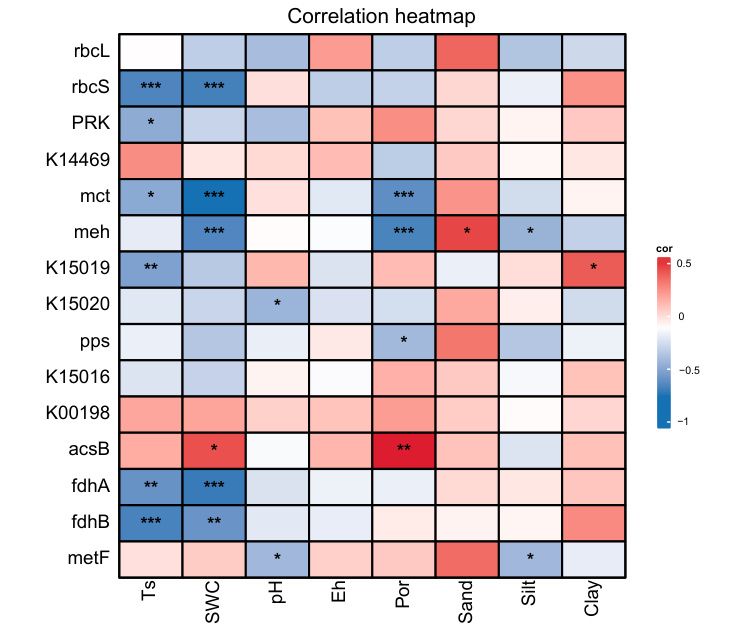 Correlation heatmap
rbcL
rbcS *** ***
PRK *
K14469
mct * *** ***
meh *** *** * *
K15019 ** *
K15020 *
pps *
K15016
K00198
acsB * **
fdhA ** ***
fdhB *** **
metF * *
Ts SWC pH Eh Por Sand Silt Clay
cor
0.5
0
−0.5
−1